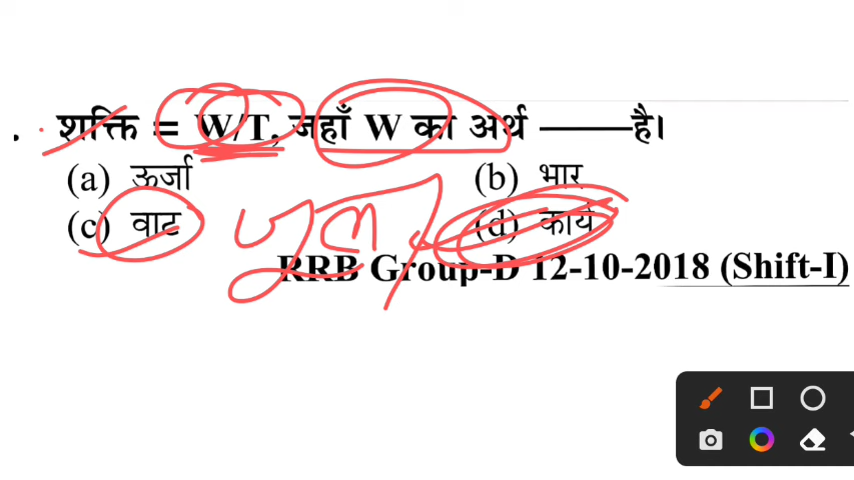 . शक्ति = W/T, जहाँ W का अर्थ ——है।
(a) ऊर्जा (b) भार
(c) वाट (d) कार्य
RRB Group-D 12-10-2018 (Shift-I)